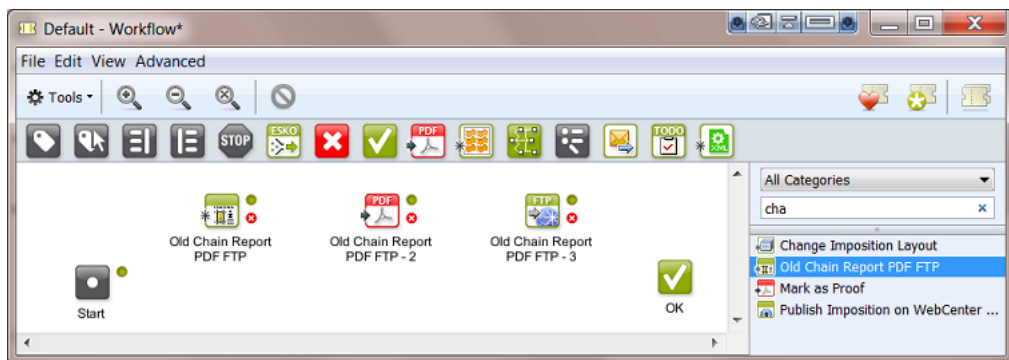 Default - Workflow*
File Edit View Advanced
Tools
STOP
ESKO
PDF
TODO
XML
All Categories
cha
PDF
FTP
Old Chain Report
PDF FTP
Old Chain Report
PDF FTP - 2
Old Chain Report
PDF FTP - 3
Start
OK
Change Imposition Layout
Old Chain Report PDF FTP
Mark as Proof
Publish Imposition on WebCenter ...